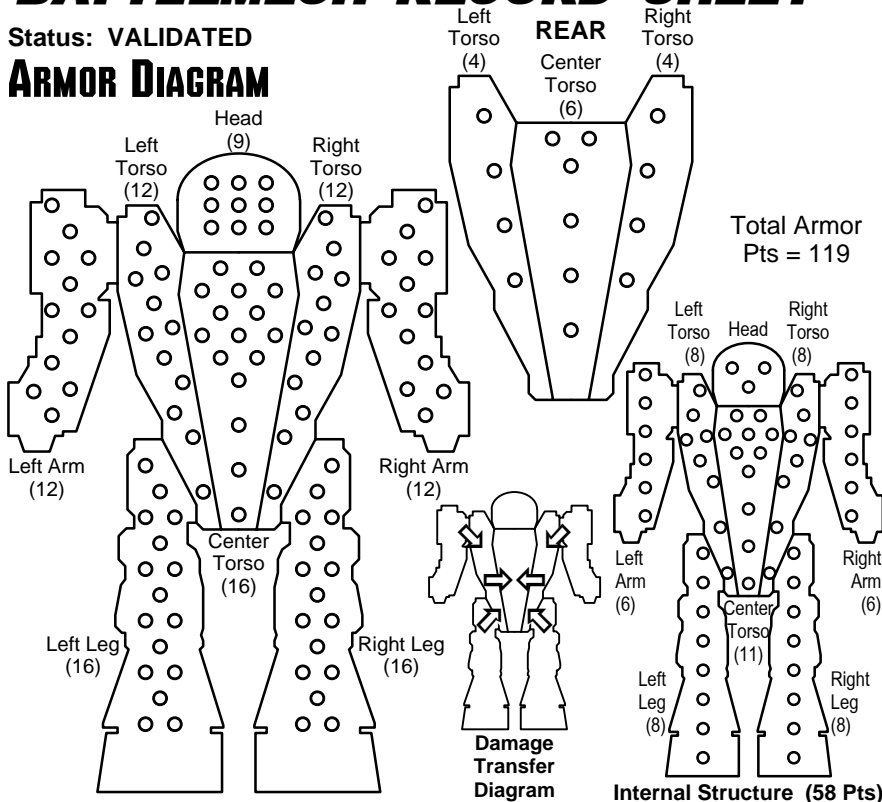 BATTLEMECH RECORD SHEET
Status: VALIDATED
ARMOR DIAGRAM
Head
(9)
Left
Torso
(12)
Right
Torso
(12)
Left Arm
(12)
Right Arm
(12)
Center
Torso
(16)
Left Leg
(16)
Right Leg
(16)
REAR
Left
Torso
(4)
Center
Torso
(6)
Right
Torso
(4)
Total Armor
Pts = 119
Damage
Transfer
Diagram
Left
Torso
(8)
Head
Right
Torso
(8)
Left
Arm
(6)
Right
Arm
(6)
Center
Torso
(11)
Left
Leg
(8)
Right
Leg
(8)
Internal Structure (58 Pts)